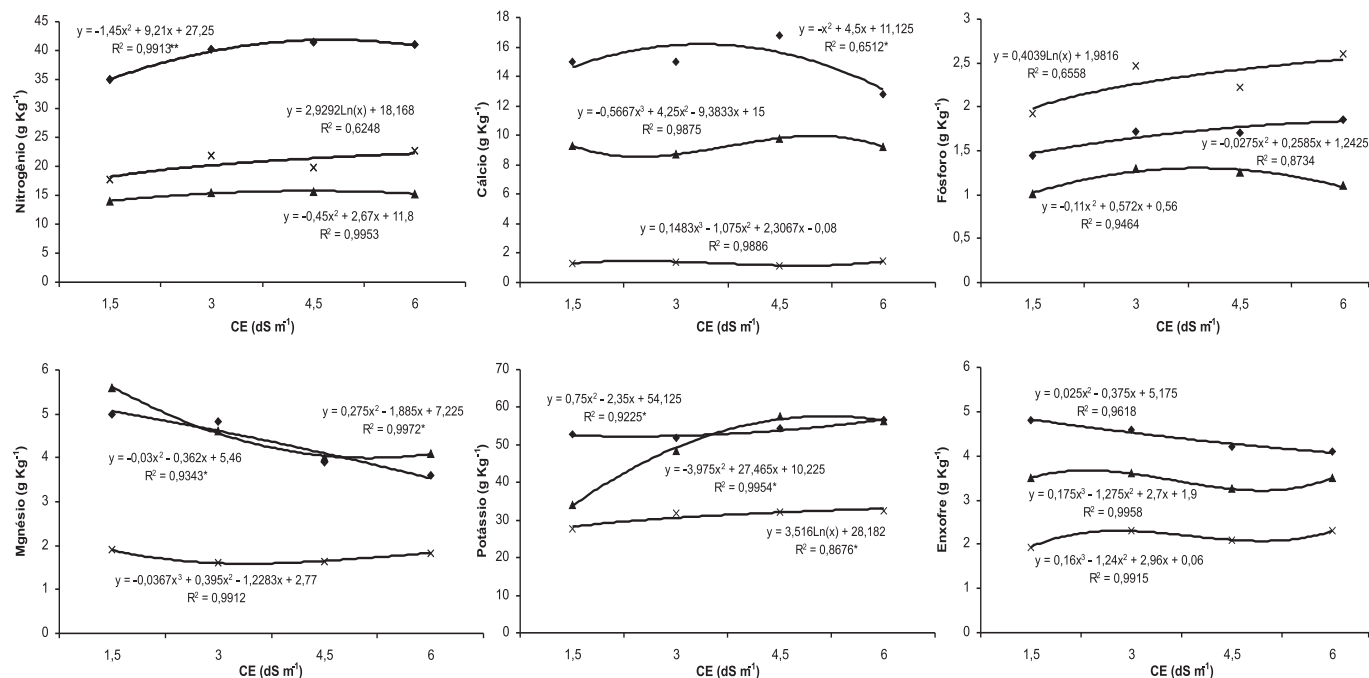 Nitrogênio (g Kg⁻¹)
45
40
35
30
25
20
15
10
5
0
y = -1,45x² + 9,21x + 27,25
R² = 0,9913**
y = 2,9292Ln(x) + 18,168
R² = 0,6248
y = -0,45x² + 2,67x + 11,8
R² = 0,9953
1,5 3 4,5 6
CE (dS m⁻¹)
Cálcio (g Kg⁻¹)
18
16
14
12
10
8
6
4
2
0
y = -x² + 4,5x + 11,125
R² = 0,6512*
y = -0,5667x³ + 4,25x² - 9,3833x + 15
R² = 0,9875
y = 0,1483x³ - 1,075x² + 2,3067x - 0,08
R² = 0,9886
1,5 3 4,5 6
CE (dS m⁻¹)
Fósforo (g Kg⁻¹)
3
2,5
2
1,5
1
0,5
0
y = 0,4039Ln(x) + 1,9816
R² = 0,6558
y = -0,0275x² + 0,2585x + 1,2425
R² = 0,8734
y = -0,11x² + 0,572x + 0,56
R² = 0,9464
1,5 3 4,5 6
CE (dS m⁻¹)
Mgnésio (g Kg⁻¹)
6
5
4
3
2
1
0
y = 0,275x² - 1,885x + 7,225
R² = 0,9972*
y = -0,03x² - 0,362x + 5,46
R² = 0,9343*
y = -0,0367x³ + 0,395x² - 1,2283x + 2,77
R² = 0,9912
1,5 3 4,5 6
CE (dS m⁻¹)
Potássio (g Kg⁻¹)
70
60
50
40
30
20
10
0
y = 0,75x² - 2,35x + 54,125
R² = 0,9225*
y = -3,975x² + 27,465x + 10,225
R² = 0,9954*
y = 3,516Ln(x) + 28,182
R² = 0,8676*
1,5 3 4,5 6
CE (dS m⁻¹)
Enxofre (g Kg⁻¹)
6
5
4
3
2
1
0
y = 0,025x² - 0,375x + 5,175
R² = 0,9618
y = 0,175x³ - 1,275x² + 2,7x + 1,9
R² = 0,9958
y = 0,16x³ - 1,24x² + 2,96x + 0,06
R² = 0,9915
1,5 3 4,5 6
CE (dS m⁻¹)